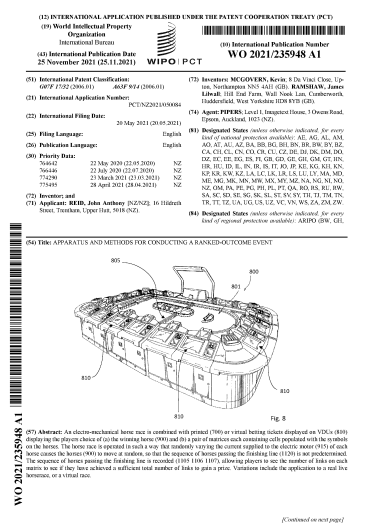 (12) INTERNATIONAL APPLICATION PUBLISHED UNDER THE PATENT COOPERATION TREATY (PCT)
(19) World Intellectual Property
Organization
International Bureau
(43) International Publication Date
25 November 2021 (25.11.2021)
WIPO | PCT
(10) International Publication Number
WO 2021/235948 A1
(51) International Patent Classification:
G07F 17/32 (2006.01) A63F 9/14 (2006.01)
(21) International Application Number:
PCT/NZ2021/050084
(22) International Filing Date:
20 May 2021 (20.05.2021)
(25) Filing Language: English
(26) Publication Language: English
(30) Priority Data:
764642 22 May 2020 (22.05.2020) NZ
766446 22 July 2020 (22.07.2020) NZ
774290 23 March 2021 (23.03.2021) NZ
775495 28 April 2021 (28.04.2021) NZ
(72) Inventor; and
(71) Applicant: REID, John Anthony [NZ/NZ]; 16 Hildreth
Street, Trentham, Upper Hutt, 5018 (NZ).
(72) Inventors: MCGOVERN, Kevin; 8 Da Vinci Close, Up-
ton, Northampton NN5 4AH (GB). RAMSHAW, James
Litwall; Hill End Farm, Wall Nook Lan, Cumberworth,
Huddersfield, West Yorkshire HD8 8YB (GB).
(74) Agent: PIPERS; Level 1, Imagetext House, 3 Owens Road,
Epsom, Auckland, 1023 (NZ).
(81) Designated States (unless otherwise indicated, for every
kind of national protection available): AE, AG, AL, AM,
AO, AT, AU, AZ, BA, BB, BG, BH, BN, BR, BW, BY, BZ,
CA, CH, CL, CN, CO, CR, CU, CZ, DE, DJ, DK, DM, DO,
DZ, EC, EE, EG, ES, FI, GB, GD, GE, GH, GM, GT, HN,
HR, HU, ID, IL, IN, IR, IS, IT, JO, JP, KE, KG, KH, KN,
KP, KR, KW, KZ, LA, LC, LK, LR, LS, LU, LY, MA, MD,
ME, MG, MK, MN, MW, MX, MY, MZ, NA, NG, NI, NO,
NZ, OM, PA, PE, PG, PH, PL, PT, QA, RO, RS, RU, RW,
SA, SC, SD, SE, SG, SK, SL, ST, SV, SY, TH, TJ, TM, TN,
TR, TT, TZ, UA, UG, US, UZ, VC, VN, WS, ZA, ZM, ZW.
(84) Designated States (unless otherwise indicated, for every
kind of regional protection available): ARIPO (BW, GH,
(54) Title: APPARATUS AND METHODS FOR CONDUCTING A RANKED-OUTCOME EVENT
805
800
801
810
810
810
Fig. 8
(57) Abstract: An electro-mechanical horse race is combined with printed (700) or virtual betting tickets displayed on VDUs (810)
displaying the players choice of (a) the winning horse (900) and (b) a pair of matrices each containing cells populated with the symbols
on the horses. The horse race is operated in such a way that randomly varying the current supplied to the electric motor (915) of each
horse causes the horses (900) to move at random, so that the sequence of horses passing the finishing line (1120) is not predetermined.
The sequence of horses passing finishing line is recorded (1105 1106 1107), allowing players to see the number of links on each
matrix to see if they have achieved a sufficient total number of links to gain a price. Variations include the application to a real live
horserace, or a virtual race.
WO 2021/235948 A1
[Continued on next page]